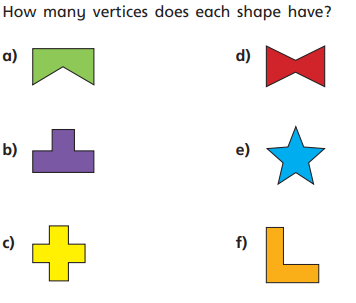 How many vertices does each shape have?
a)
d)
b)
e)
c)
f)